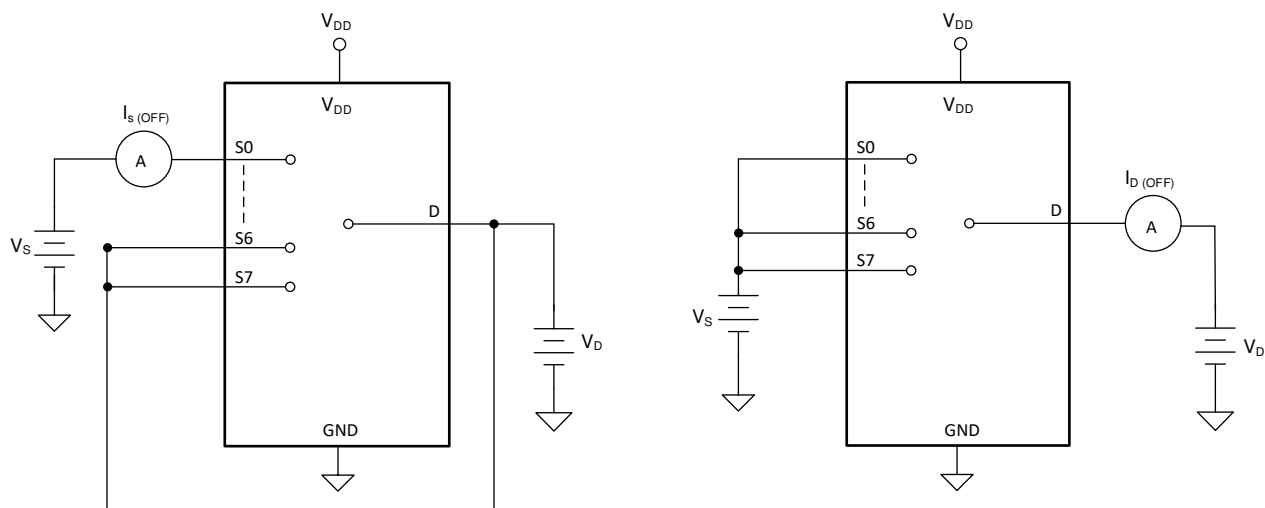 VDD
VDD
Is (OFF)
A
S0
D
S6
VS
S7
VD
GND
VDD
VDD
S0
ID (OFF)
D
A
S6
S7
VS
VD
GND